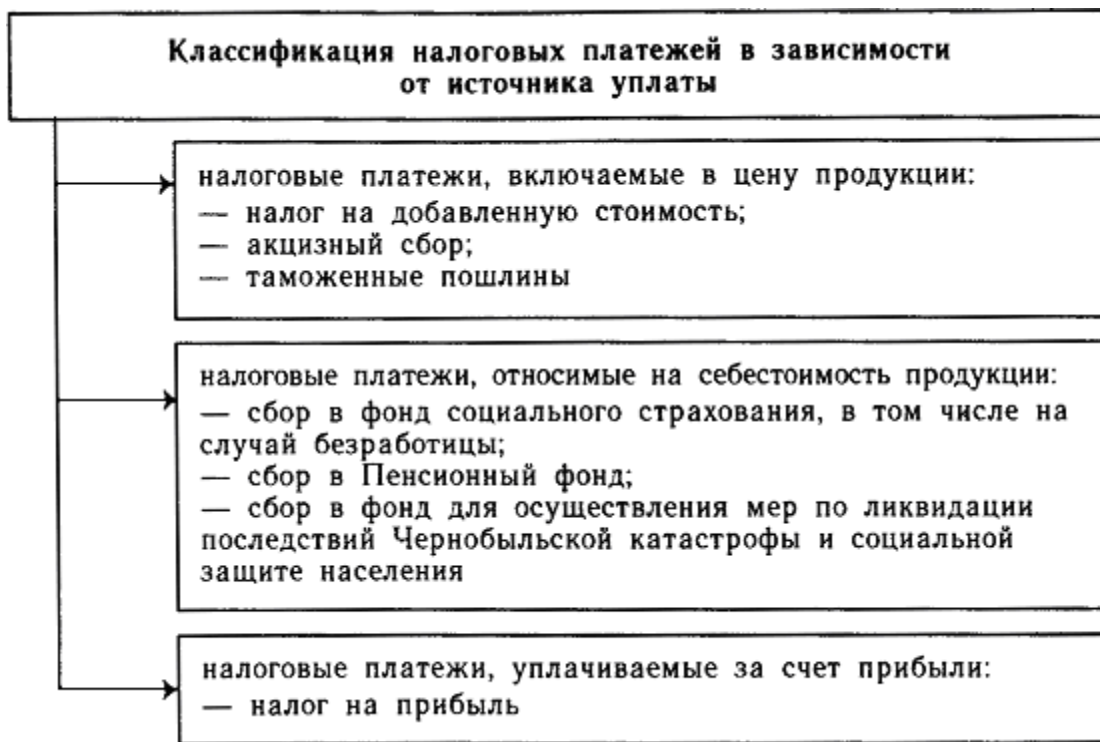 Классификация налоговых платежей в зависимости
от источника уплаты
налоговые платежи, включаемые в цену продукции:
— налог на добавленную стоимость;
— акцизный сбор;
— таможенные пошлины
налоговые платежи, относимые на себестоимость продукции:
— сбор в фонд социального страхования, в том числе на
случай безработицы;
— сбор в Пенсионный фонд;
— сбор в фонд для осуществления мер по ликвидации
последствий Чернобыльской катастрофы и социальной
защите населения
налоговые платежи, уплачиваемые за счет прибыли:
— налог на прибыль